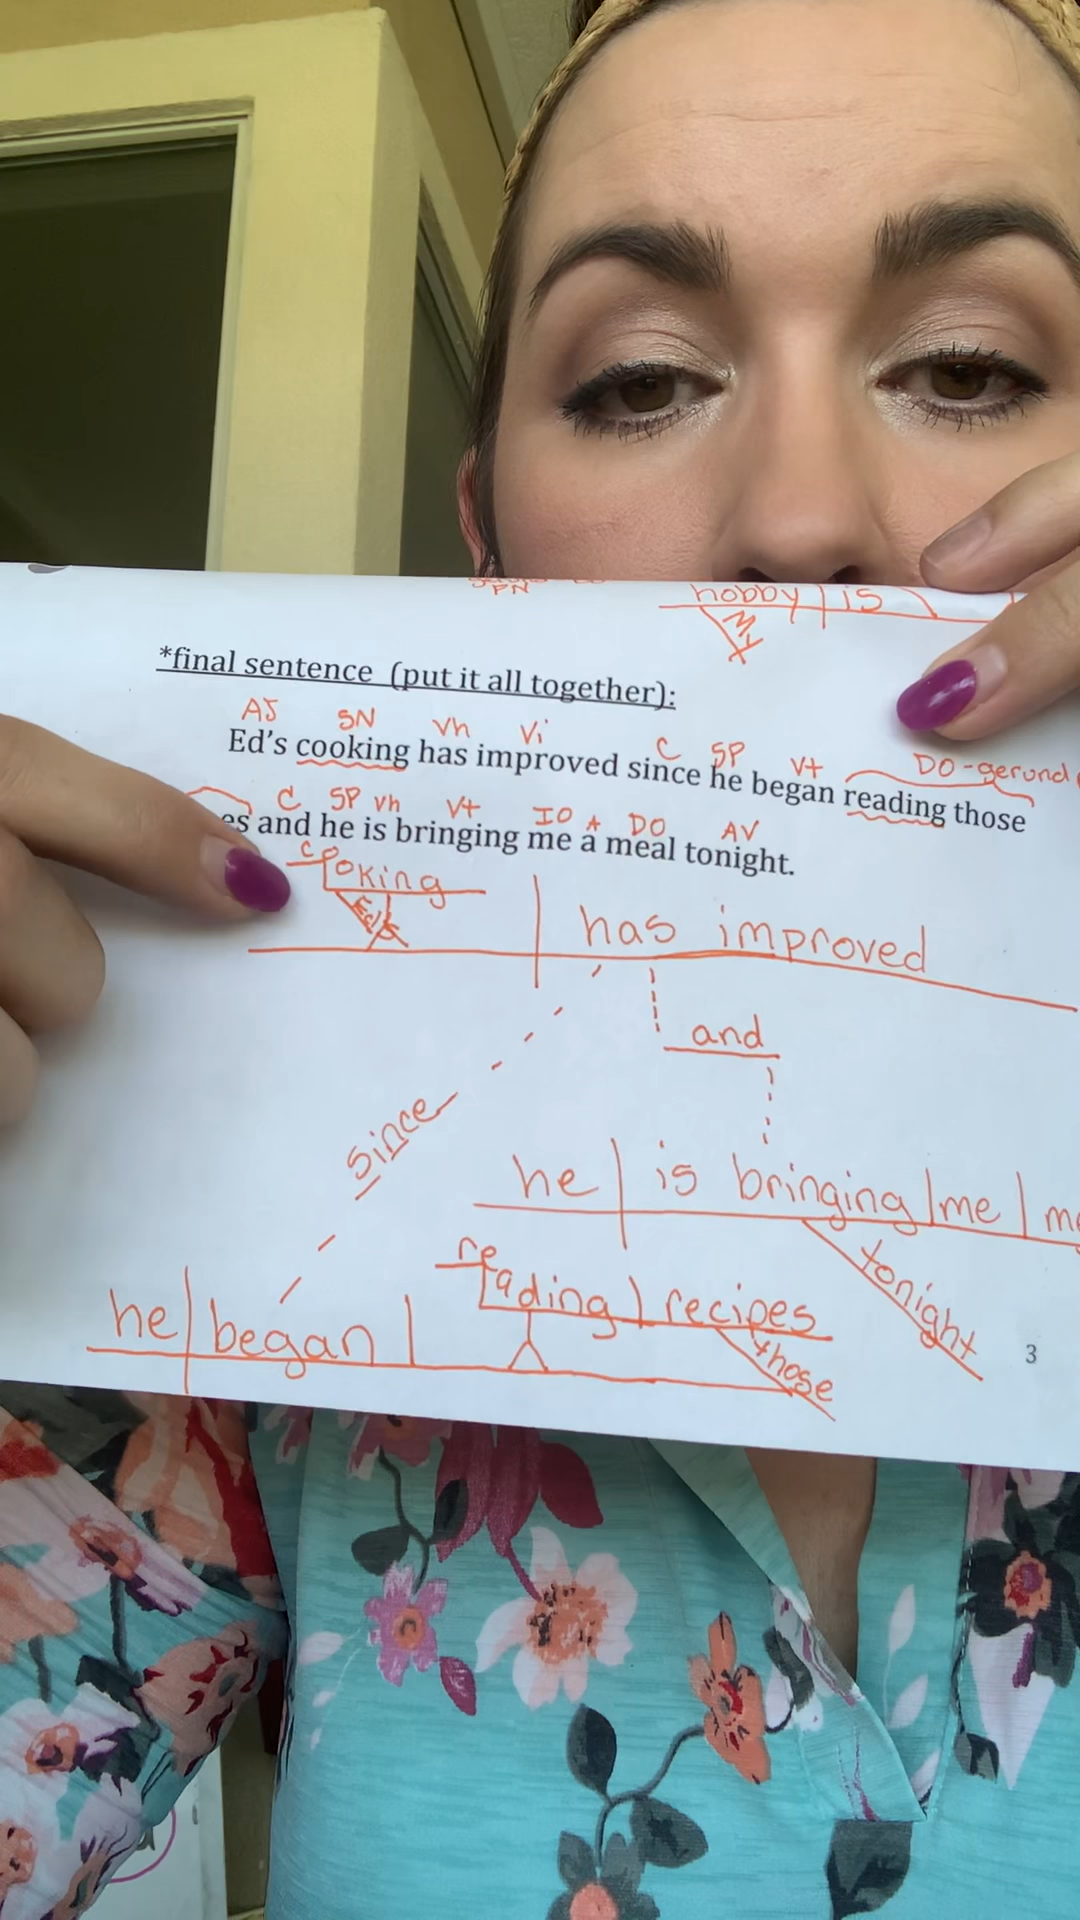 PN
hobby is
My
*final sentence (put it all together):
AJ SN Vh Vi C SP Vt DO-gerund
Ed's cooking has improved since he began reading those
C SP Vh Vt IO A DO AV
es and he is bringing me a meal tonight.
cooking has improved
Ed's
and
since
he is bringing me
tonight
reading recipes
he began
those
3